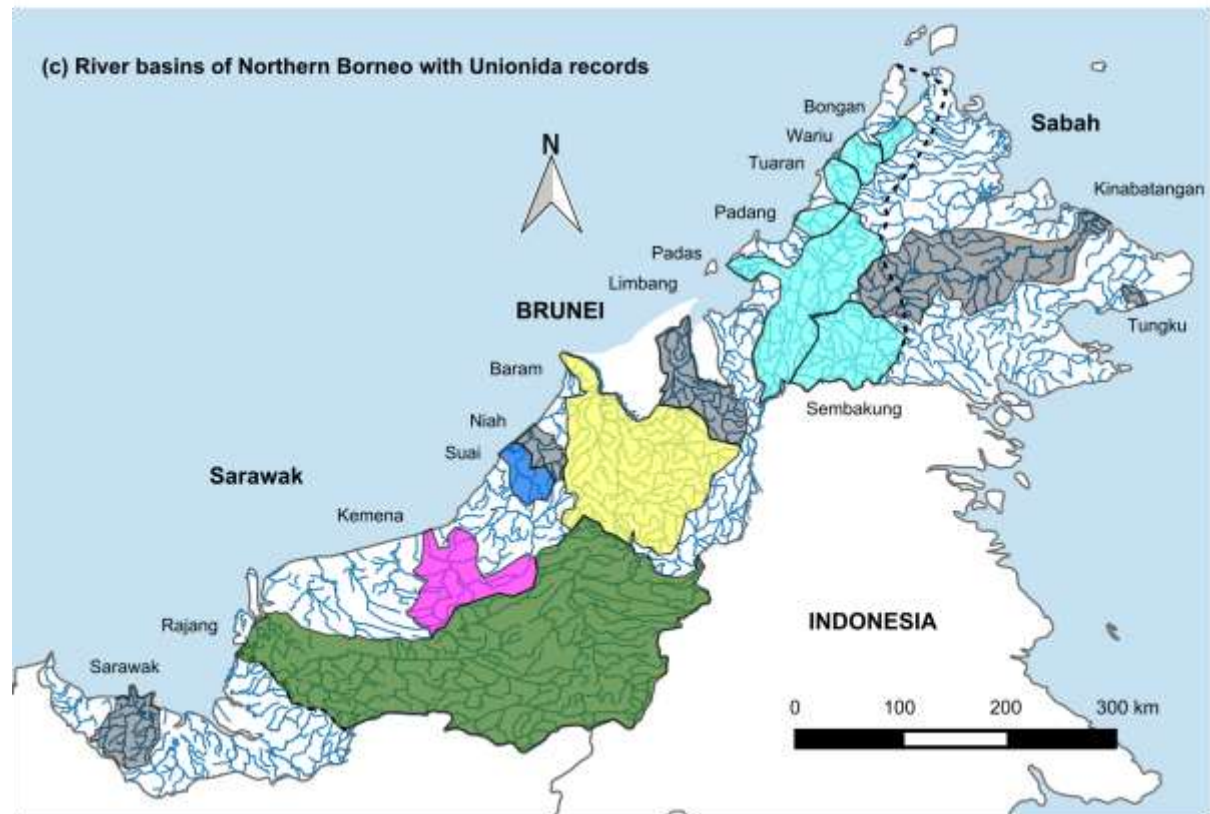 (c) River basins of Northern Borneo with Unionida records
Bongan
Sabah
Wariu
N
Tuaran
Kinabatangan
Padang
Padas
Limbang
BRUNEI
Tungku
Baram
Sembakung
Niah
Suai
Sarawak
Kemena
INDONESIA
Rajang
Sarawak
0 100 200 300 km